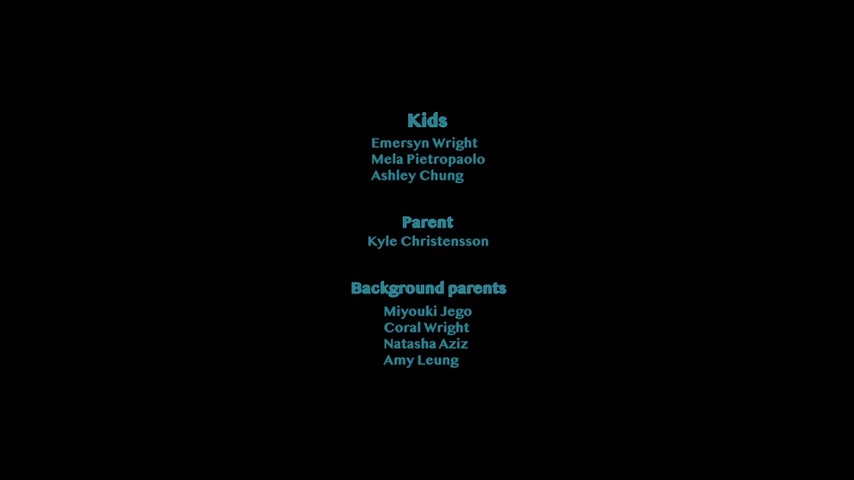 Kids
Emersyn Wright
Mela Pietropaolo
Ashley Chung
Parent
Kyle Christensson
Background parents
Miyouki Jego
Coral Wright
Natasha Aziz
Amy Leung